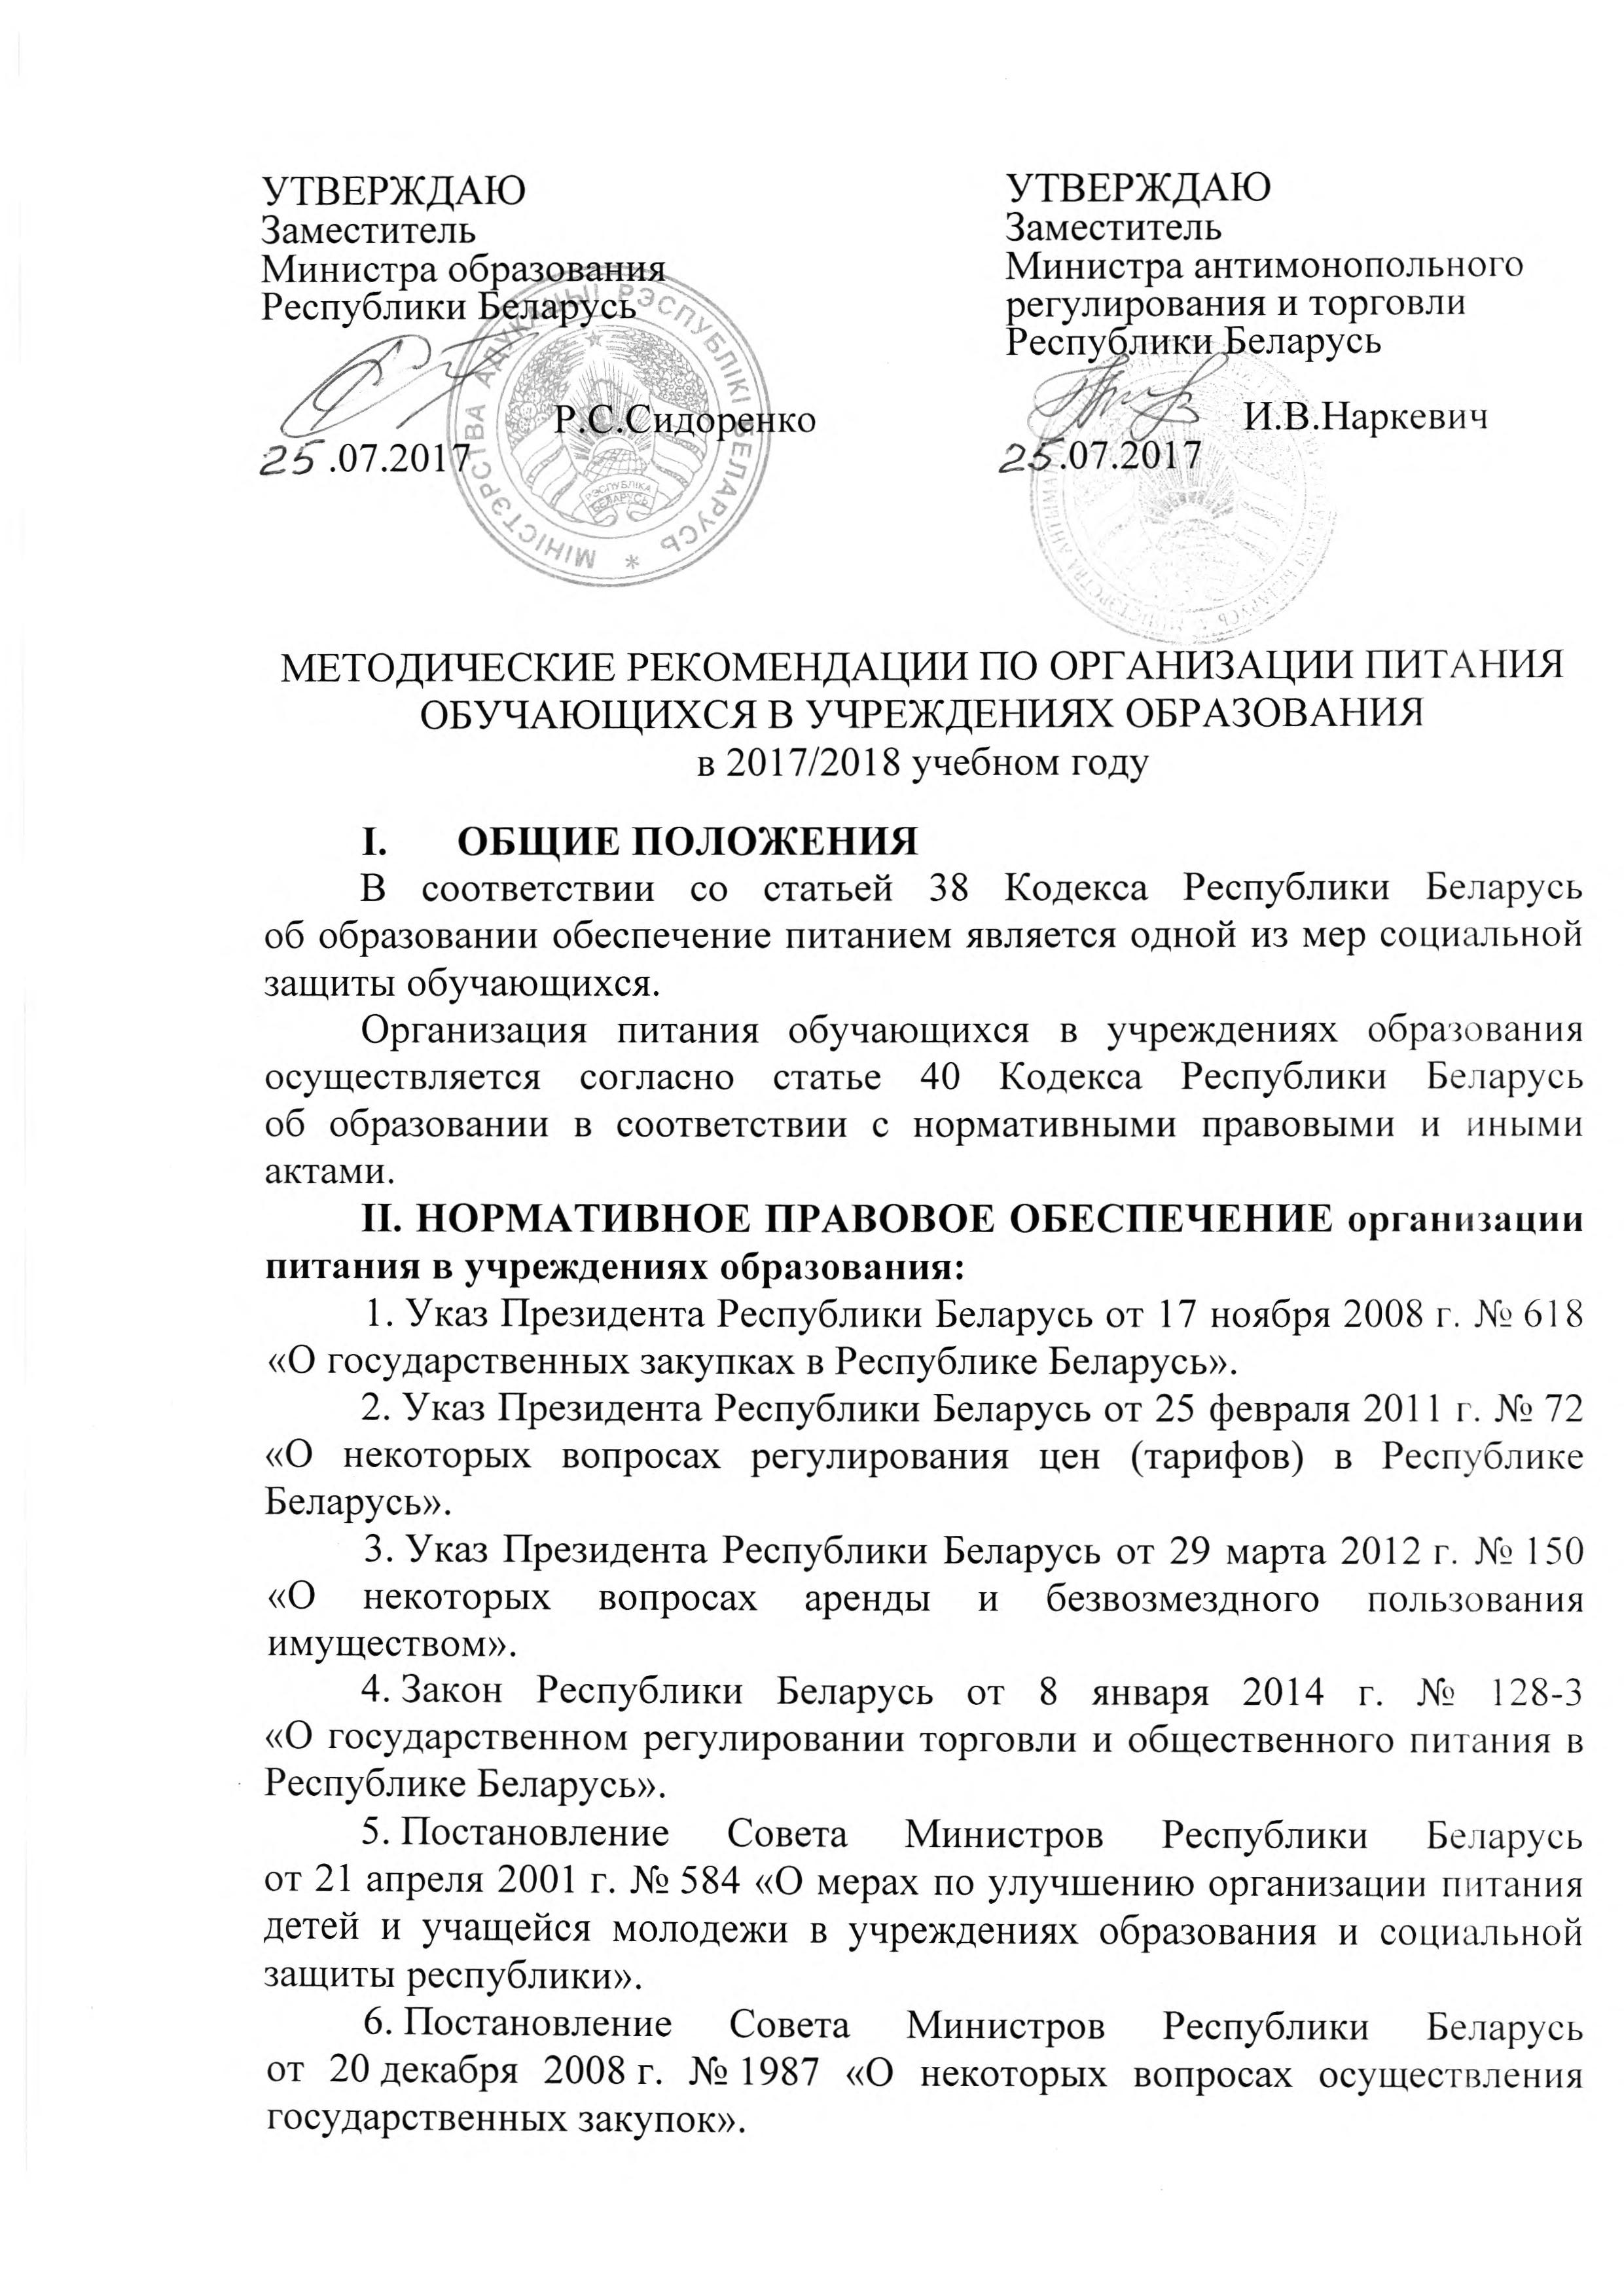 УТВЕРЖДАЮ
Заместитель
Министра образования
Республики Беларусь
Р.С.Сидоренко
25.07.2017
МІНІСТЭРСТВА АДУКАЦЫІ РЭСПУБЛІКІ БЕЛАРУСЬ *
РЭСПУБЛІКА
БЕЛАРУСЬ
УТВЕРЖДАЮ
Заместитель
Министра антимонопольного
регулирования и торговли
Республики Беларусь
И.В.Наркевич
25.07.2017
МЕТОДИЧЕСКИЕ РЕКОМЕНДАЦИИ ПО ОРГАНИЗАЦИИ ПИТАНИЯ
ОБУЧАЮЩИХСЯ В УЧРЕЖДЕНИЯХ ОБРАЗОВАНИЯ
в 2017/2018 учебном году
I. ОБЩИЕ ПОЛОЖЕНИЯ
В соответствии со статьей 38 Кодекса Республики Беларусь
об образовании обеспечение питанием является одной из мер социальной
защиты обучающихся.
Организация питания обучающихся в учреждениях образования
осуществляется согласно статье 40 Кодекса Республики Беларусь
об образовании в соответствии с нормативными правовыми и иными
актами.
II. НОРМАТИВНОЕ ПРАВОВОЕ ОБЕСПЕЧЕНИЕ организации
питания в учреждениях образования:
1. Указ Президента Республики Беларусь от 17 ноября 2008 г. № 618
«О государственных закупках в Республике Беларусь».
2. Указ Президента Республики Беларусь от 25 февраля 2011 г. № 72
«О некоторых вопросах регулирования цен (тарифов) в Республике
Беларусь».
3. Указ Президента Республики Беларусь от 29 марта 2012 г. № 150
«О некоторых вопросах аренды и безвозмездного пользования
имуществом».
4. Закон Республики Беларусь от 8 января 2014 г. № 128-3
«О государственном регулировании торговли и общественного питания в
Республике Беларусь».
5. Постановление Совета Министров Республики Беларусь
от 21 апреля 2001 г. № 584 «О мерах по улучшению организации питания
детей и учащейся молодежи в учреждениях образования и социальной
защиты республики».
6. Постановление Совета Министров Республики Беларусь
от 20 декабря 2008 г. № 1987 «О некоторых вопросах осуществления
государственных закупок».